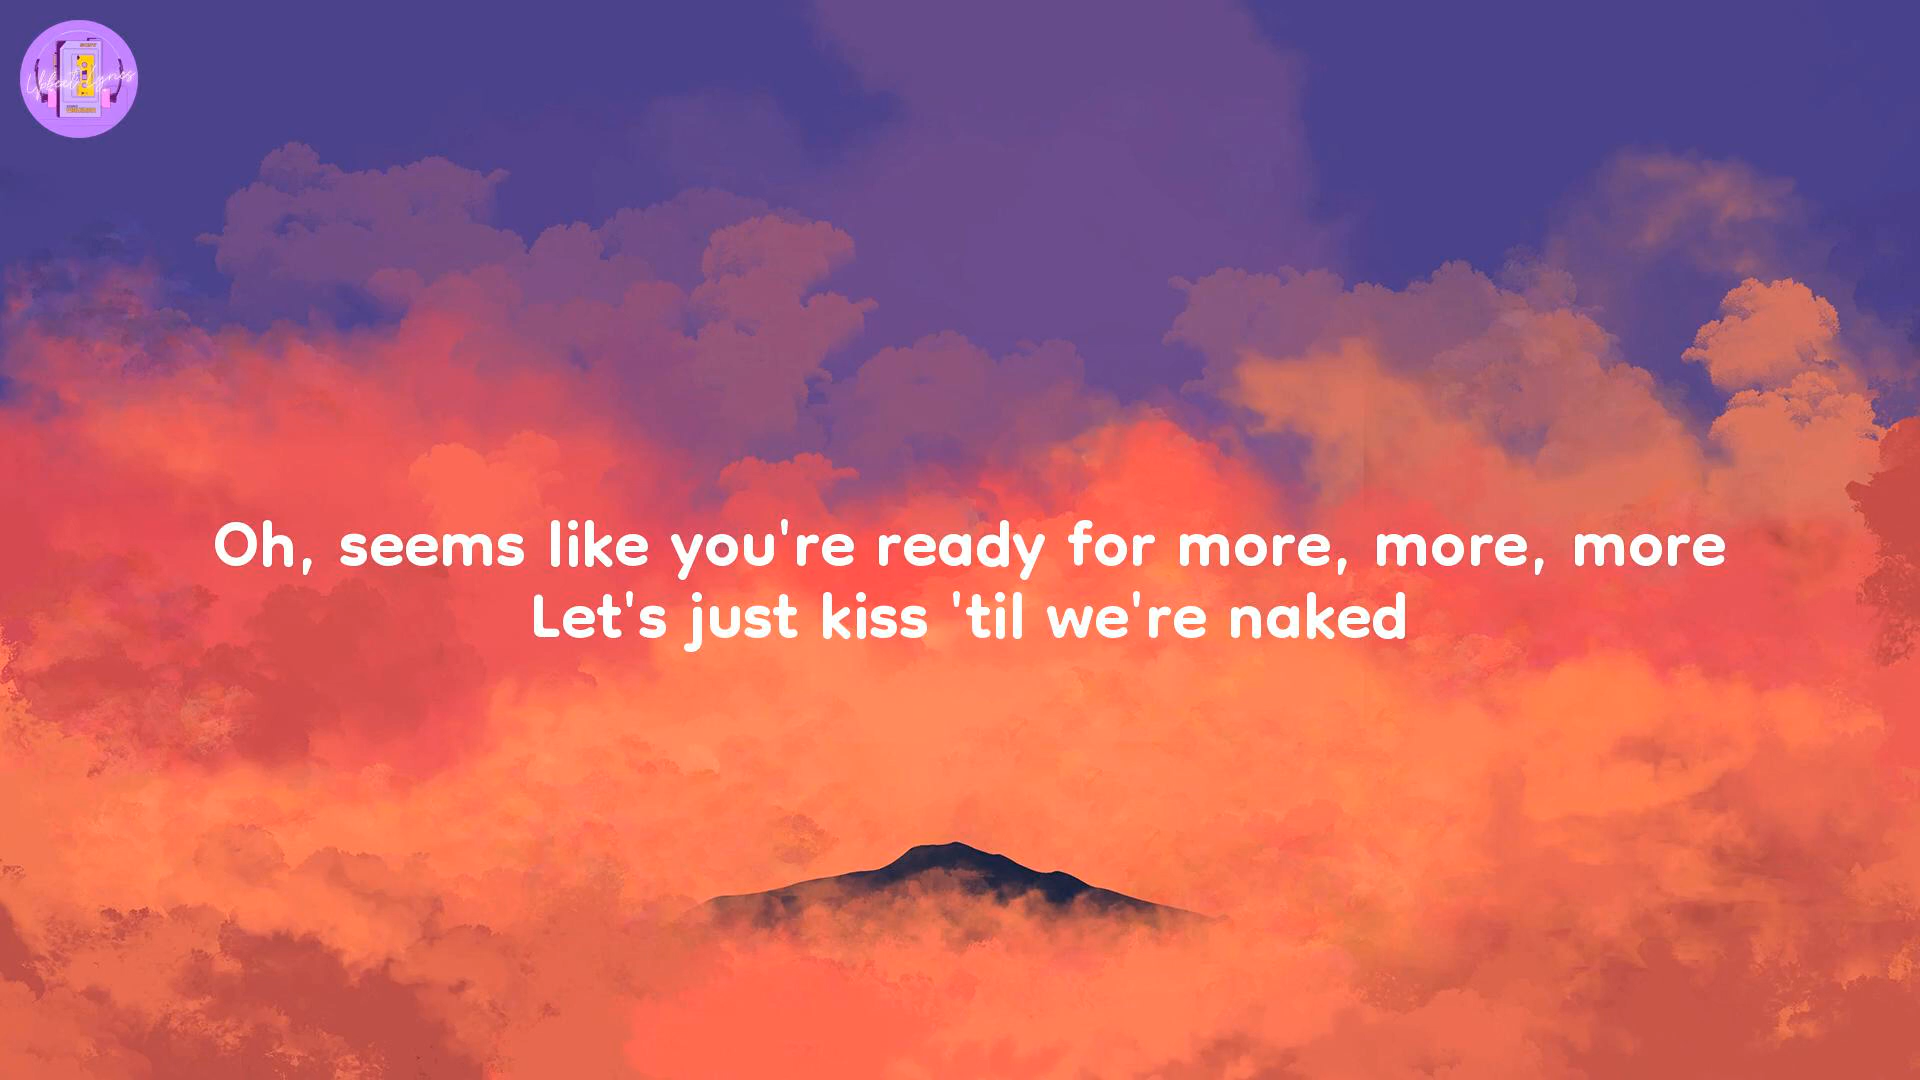 Oh, seems like you're ready for more, more, more
Let's just kiss 'til we're naked